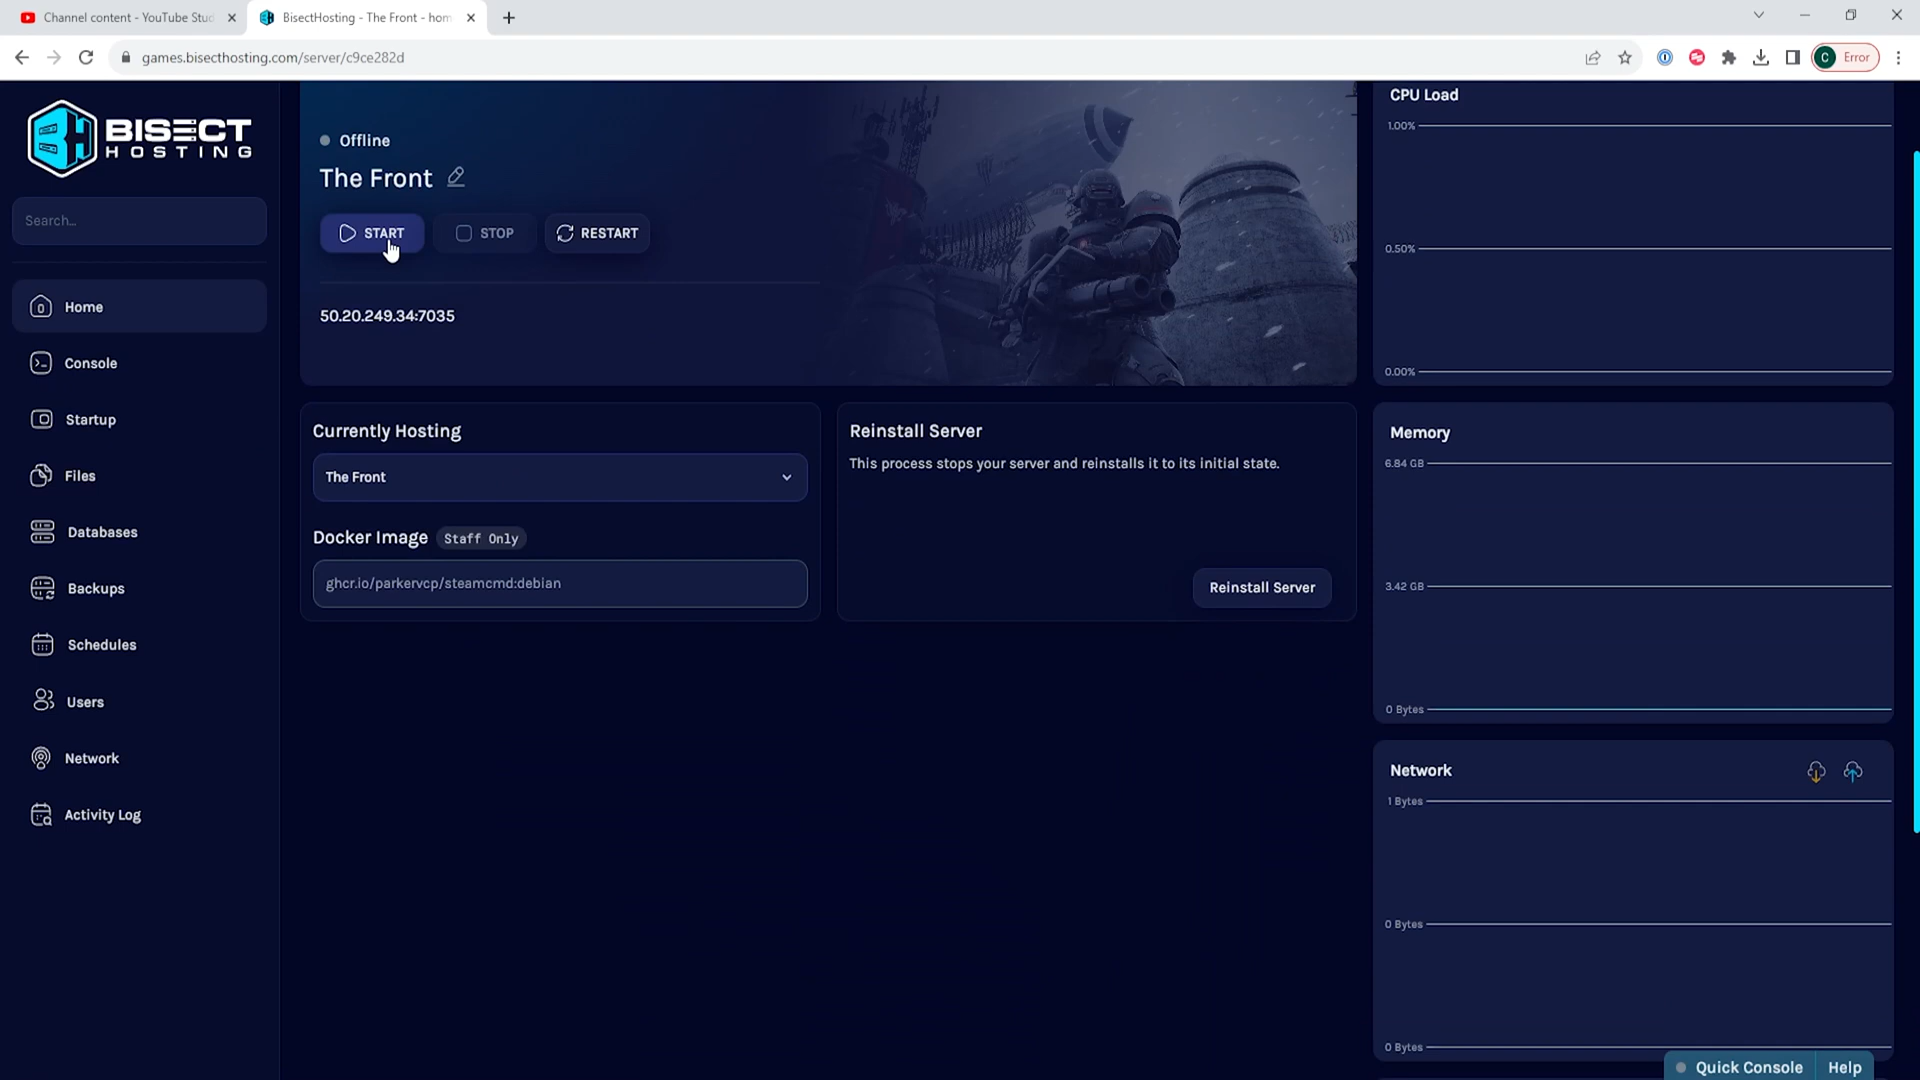 Channel content - YouTube Stu
BisectHosting - The Front - hom
games.bisecthosting.com/server/c9ce282d
C Error
BISECT
HOSTING
Search...
Home
Console
Startup
Files
Databases
Backups
Schedules
Users
Network
Activity Log
Offline
The Front
START
STOP
RESTART
50.20.249.34:7035
Currently Hosting
The Front
Docker Image Staff Only
ghcr.io/parkervcp/steamcmd:debian
Reinstall Server
This process stops your server and reinstalls it to its initial state.
Reinstall Server
CPU Load
1.00%
0.50%
0.00%
Memory
6.84 GB
3.42 GB
0 Bytes
Network
1 Bytes
0 Bytes
0 Bytes
Quick Console
Help